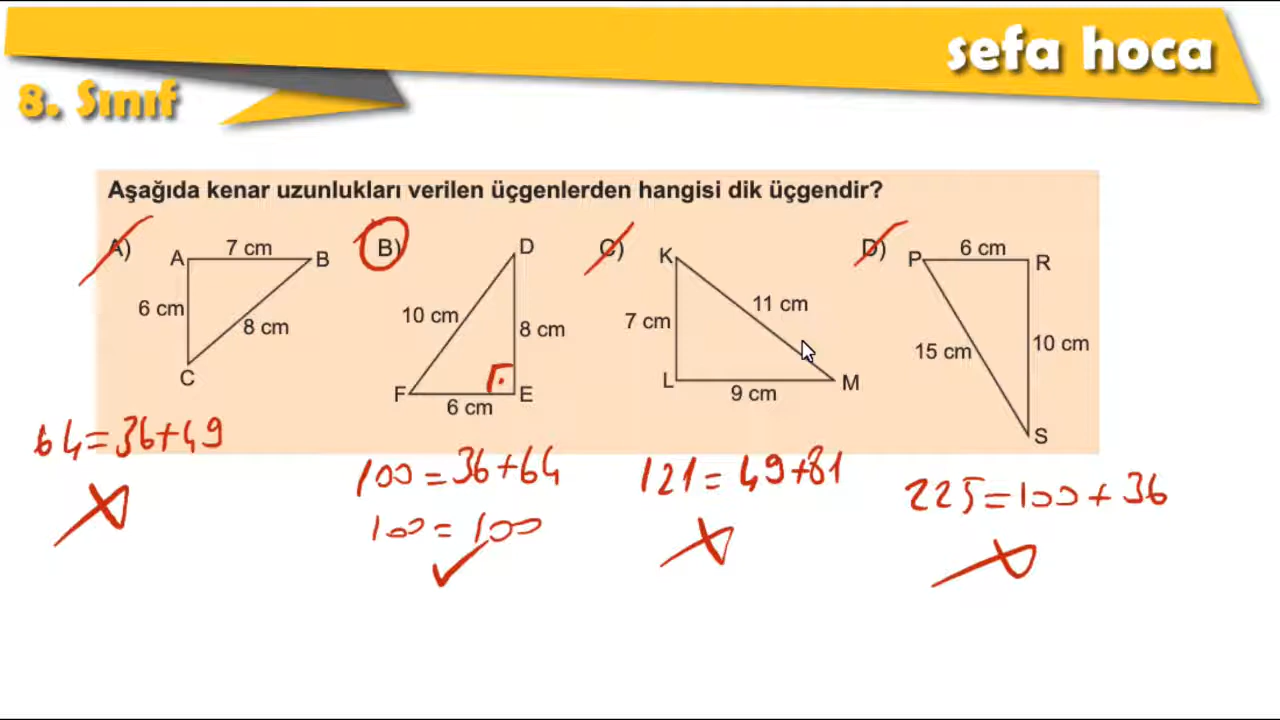 sefa hoca
8. Sınıf
Aşağıda kenar uzunlukları verilen üçgenlerden hangisi dik üçgendir?
A)
A 7 cm B
6 cm
8 cm
C
B)
D
10 cm
8 cm
F E
6 cm
C)
K
11 cm
7 cm
L M
9 cm
D)
P 6 cm R
15 cm
10 cm
S
64=36+49
100=36+64
100=100
121=49+81
225=100+36